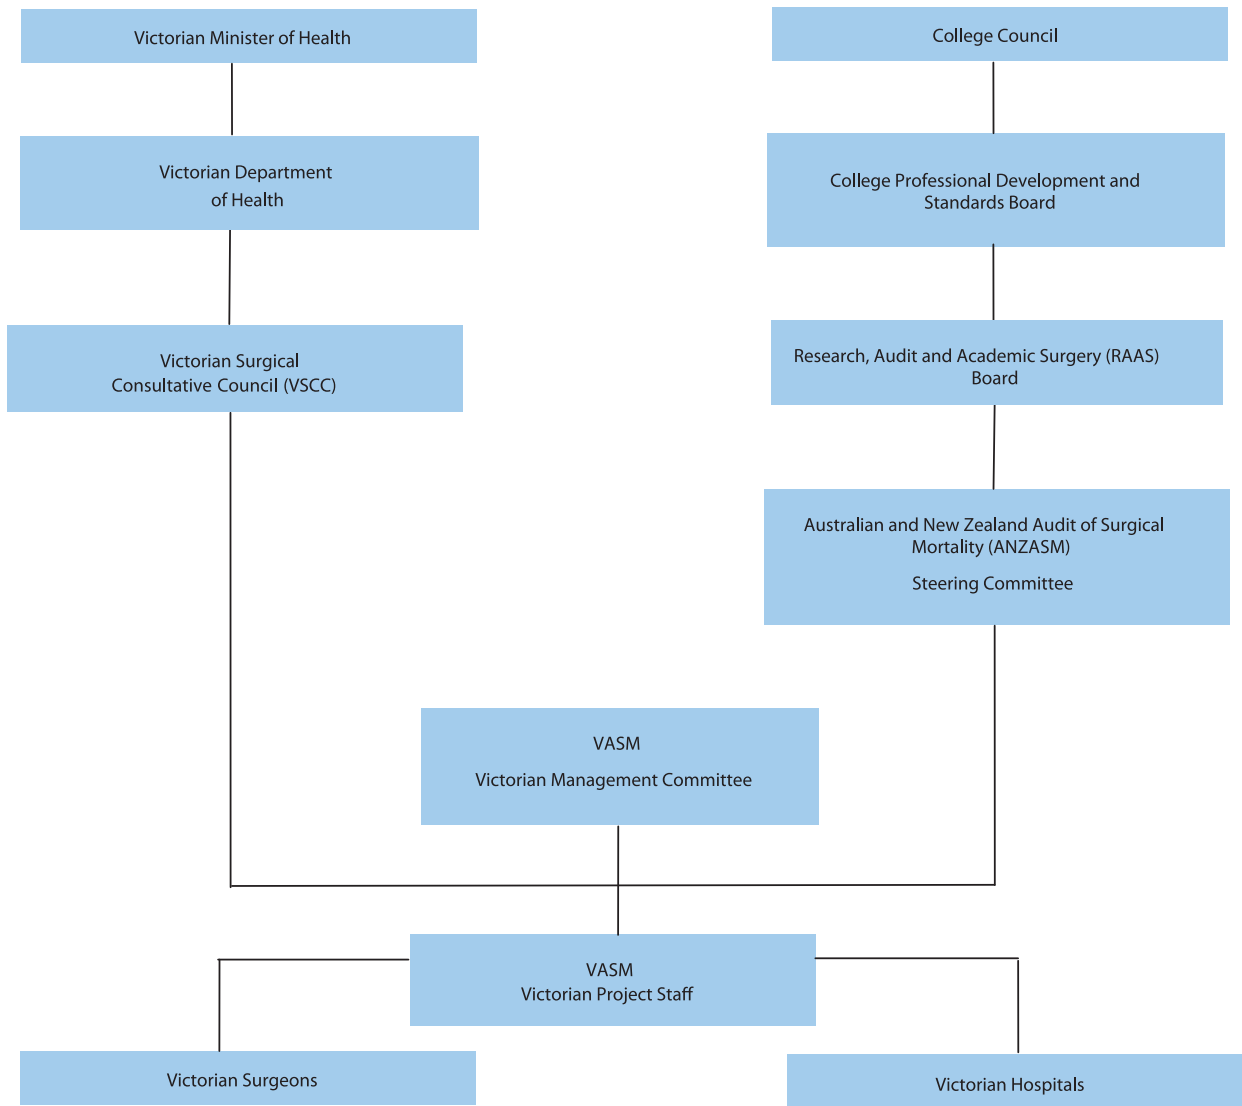 Victorian Minister of Health
College Council
Victorian Department
of Health
College Professional Development and
Standards Board
Victorian Surgical
Consultative Council (VSCC)
Research, Audit and Academic Surgery (RAAS)
Board
Australian and New Zealand Audit of Surgical
Mortality (ANZASM)
Steering Committee
VASM
Victorian Management Committee
VASM
Victorian Project Staff
Victorian Surgeons
Victorian Hospitals